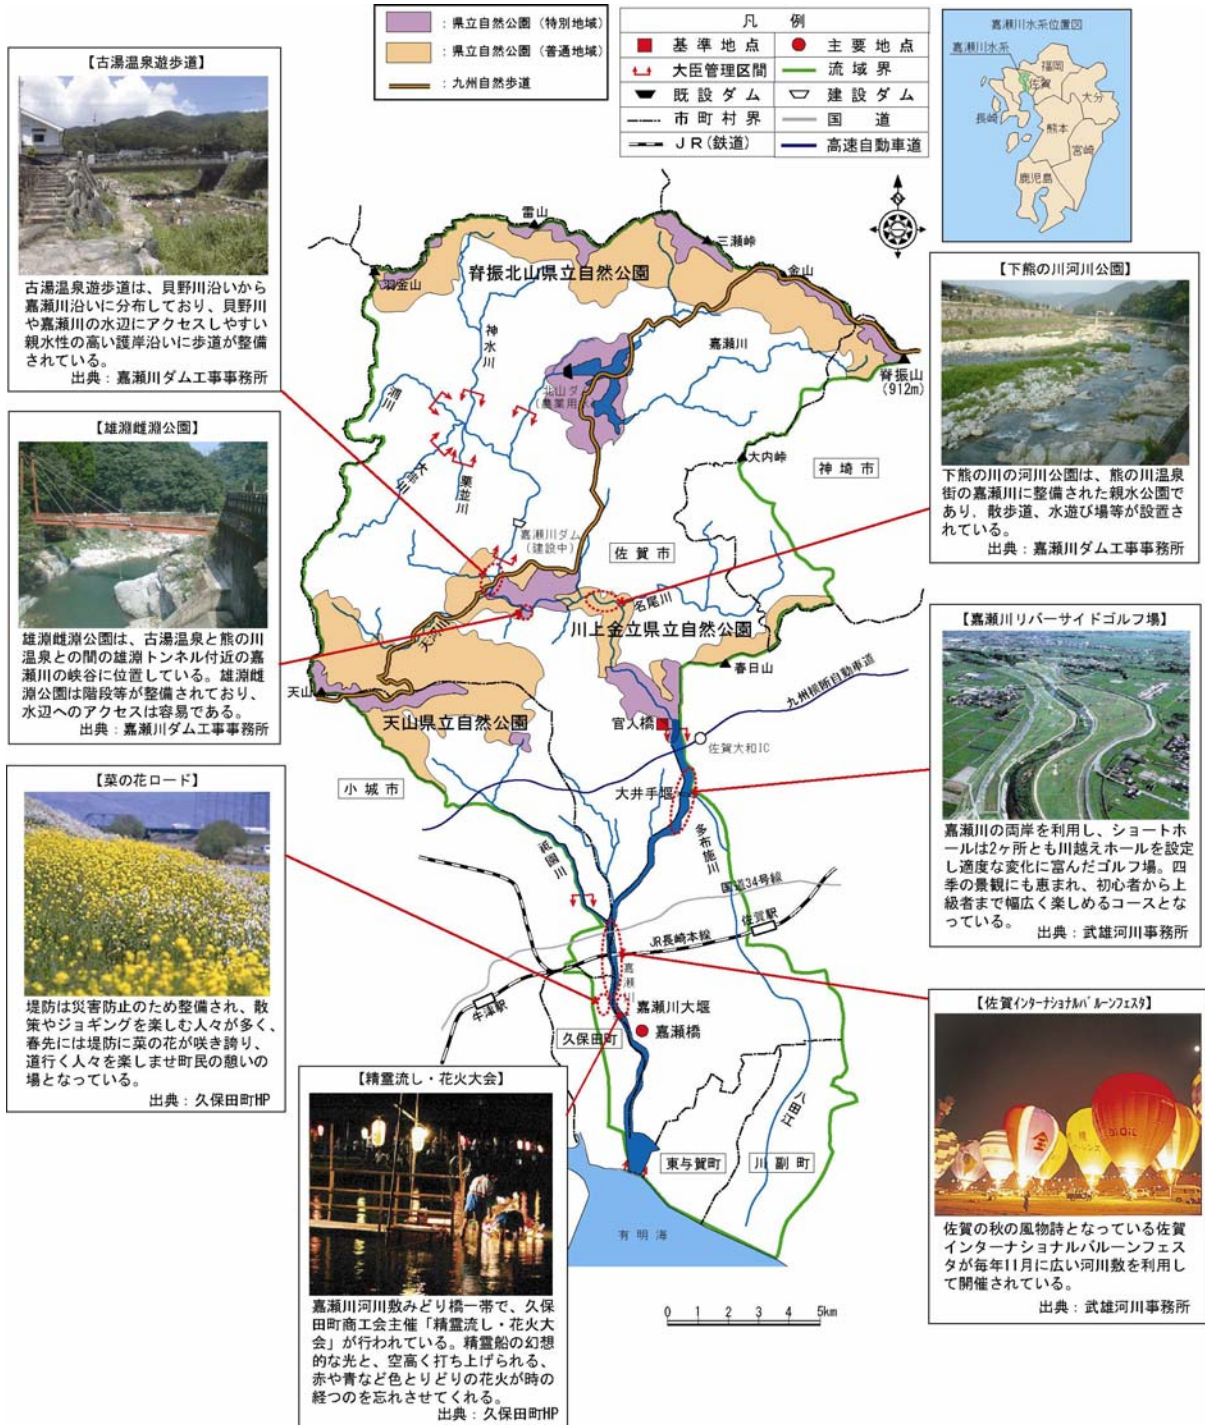 ：県立自然公園（特別地域）
：県立自然公園（普通地域）
：九州自然歩道
凡　例
基準地点
主要地点
大臣管理区間
流域界
既設ダム
建設ダム
市町村界
国道
ＪＲ(鉄道)
高速自動車道
嘉瀬川水系位置図
嘉瀬川水系
福岡
佐賀
大分
長崎
熊本
宮崎
鹿児島
【古湯温泉遊歩道】
古湯温泉遊歩道は、貝野川沿いから
嘉瀬川沿いに分布しており、貝野川
や嘉瀬川の水辺にアクセスしやすい
親水性の高い護岸沿いに歩道が整備
されている。
出典：嘉瀬川ダム工事事務所
【雄淵雌淵公園】
雄淵雌淵公園は、古湯温泉と熊の川
温泉との間の雄淵トンネル付近の嘉
瀬川の峡谷に位置している。雄淵雌
淵公園は階段等が整備されており、
水辺へのアクセスは容易である。
出典：嘉瀬川ダム工事事務所
【菜の花ロード】
堤防は災害防止のため整備され、散
策やジョギングを楽しむ人々が多く、
春先には堤防に菜の花が咲き誇り、
道行く人々を楽しませ町民の憩いの
場となっている。
出典：久保田町HP
【精霊流し・花火大会】
嘉瀬川河川敷みどり橋一帯で、久保
田町商工会主催「精霊流し・花火大
会」が行われている。精霊船の幻想
的な光と、空高く打ち上げられる、
赤や青など色とりどりの花火が時の
経つのを忘れさせてくれる。
出典：久保田町HP
【下熊の川河川公園】
下熊の川の河川公園は、熊の川温泉
街の嘉瀬川に整備された親水公園で
あり、散歩道、水遊び場等が設置さ
れている。
出典：嘉瀬川ダム工事事務所
【嘉瀬川リバーサイドゴルフ場】
嘉瀬川の両岸を利用し、ショートホ
ールは2ヶ所とも川越えホールを設定
し適度な変化に富んだゴルフ場。四
季の景観にも恵まれ、初心者から上
級者まで幅広く楽しめるコースとな
っている。
出典：武雄河川事務所
【佐賀インターナショナルバルーンフェスタ】
佐賀の秋の風物詩となっている佐賀
インターナショナルバルーンフェス
タが毎年11月に広い河川敷を利用し
て開催されている。
出典：武雄河川事務所
雷山
三瀬峠
羽金山
脊振北山県立自然公園
金山
神水川
嘉瀬川
脊振山
(912m)
北山ダム
（農業用
大内峠
神埼市
栗並川
嘉瀬川ダム
（建設中）
佐賀市
名尾川
川上金立県立自然公園
天河川
春日山
天山
天山県立自然公園
官人橋
九州横断自動車道
佐賀大和IC
小城市
大井手堰
多布施川
祇園川
国道34号線
佐賀駅
JR長崎本線
嘉瀬川
牛津駅
嘉瀬川大堰
久保田町
嘉瀬橋
八田江
東与賀町
川副町
有明海
0 1 2 3 4 5km